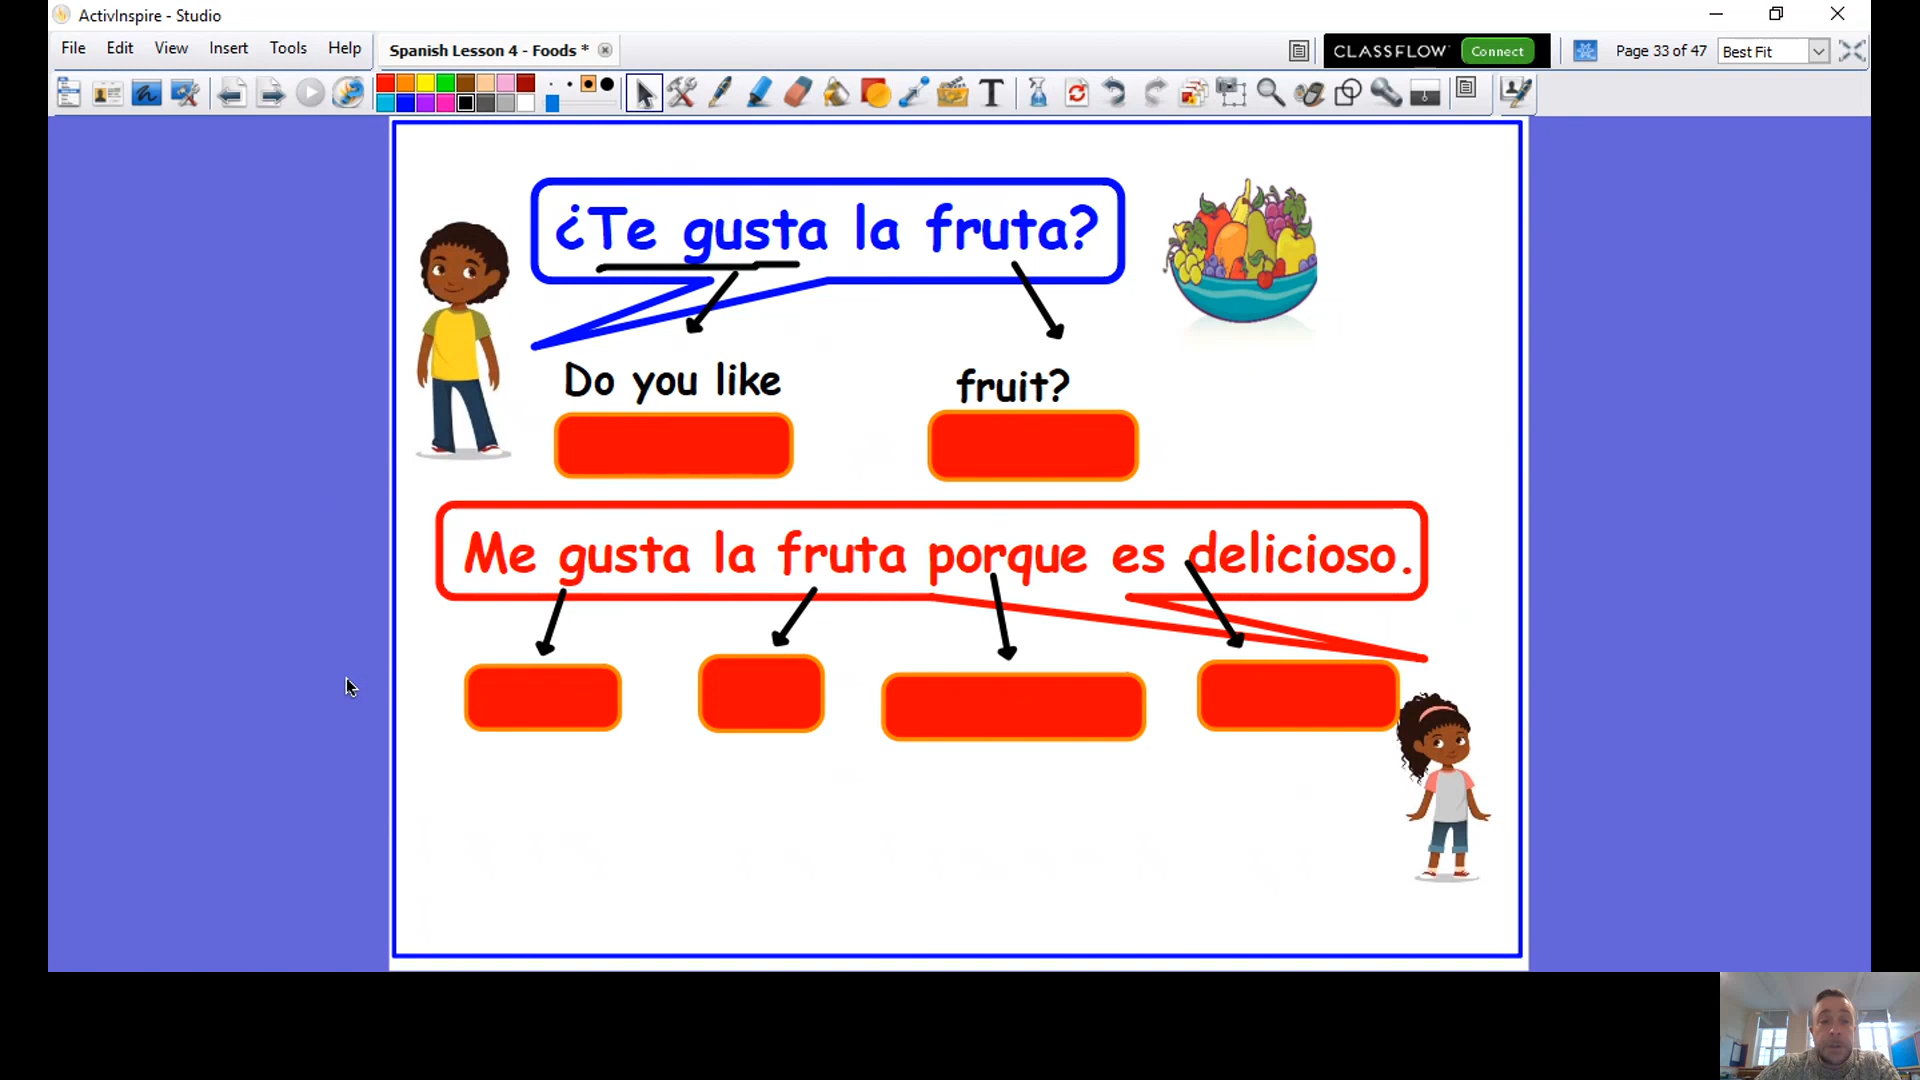 ActivInspire - Studio
File Edit View Insert Tools Help
Spanish Lesson 4 - Foods *
CLASSFLOW Connect
Page 33 of 47
Best Fit
¿Te gusta la fruta?
Do you like fruit?
Me gusta la fruta porque es delicioso.